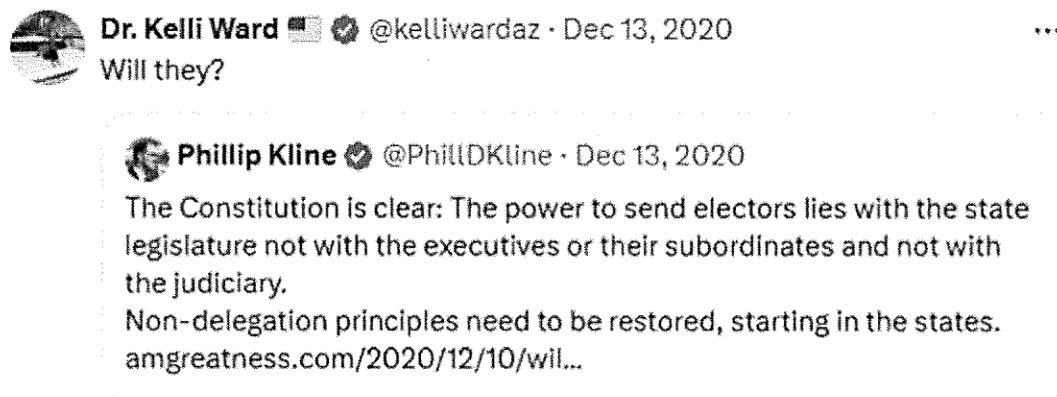 Dr. Kelli Ward @kelliwardaz · Dec 13, 2020 ...
Will they?
Phillip Kline @PhillDKline · Dec 13, 2020
The Constitution is clear: The power to send electors lies with the state
legislature not with the executives or their subordinates and not with
the judiciary.
Non-delegation principles need to be restored, starting in the states.
amgreatness.com/2020/12/10/wil...